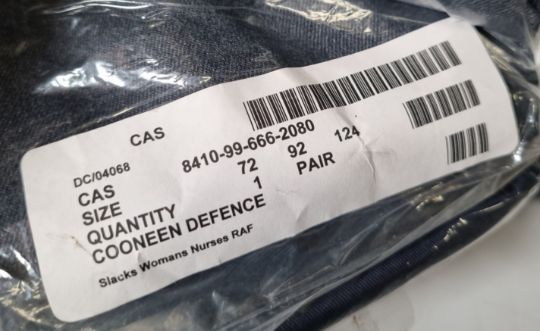 CAS
DC/04068
CAS 8410-99-666-2080
SIZE 72 92 124
QUANTITY 1 PAIR
COONEEN DEFENCE
Slacks Womans Nurses RAF